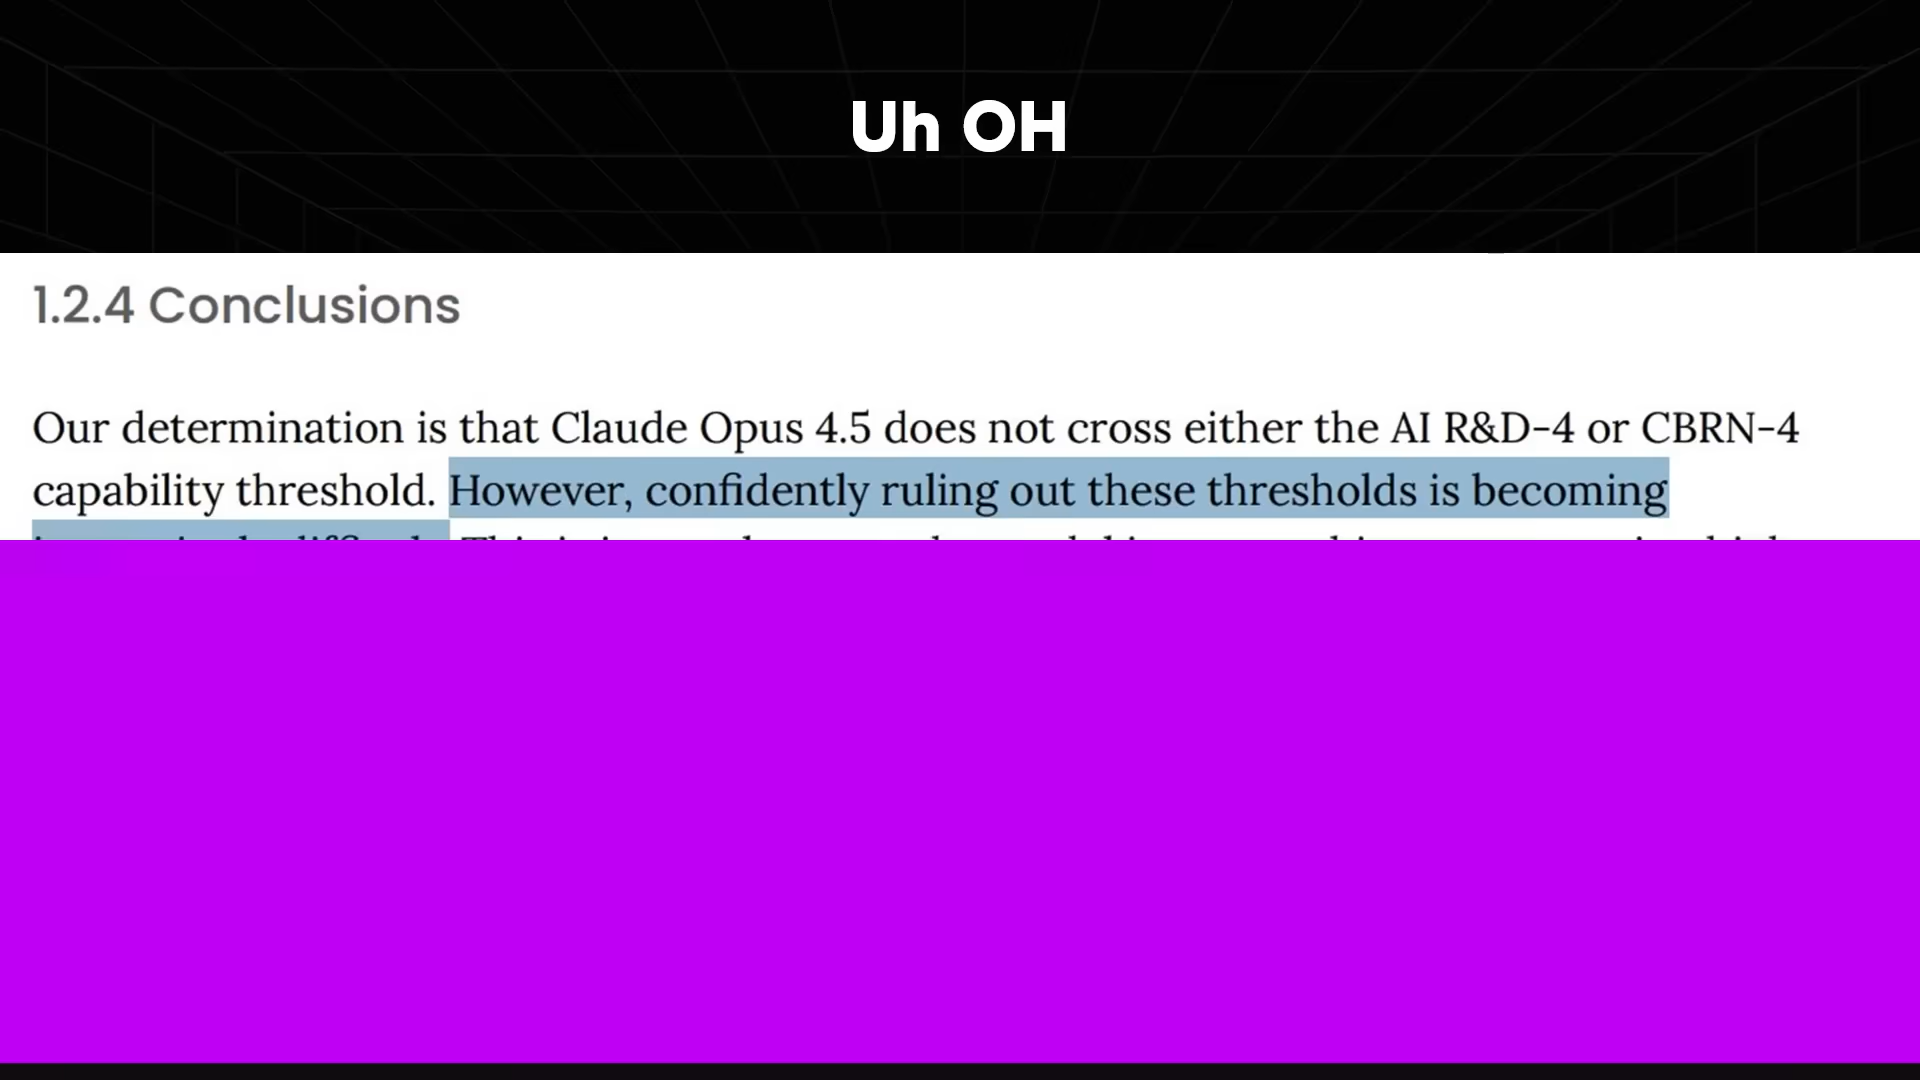 Uh OH
1.2.4 Conclusions
Our determination is that Claude Opus 4.5 does not cross either the AI R&D-4 or CBRN-4
capability threshold. However, confidently ruling out these thresholds is becoming